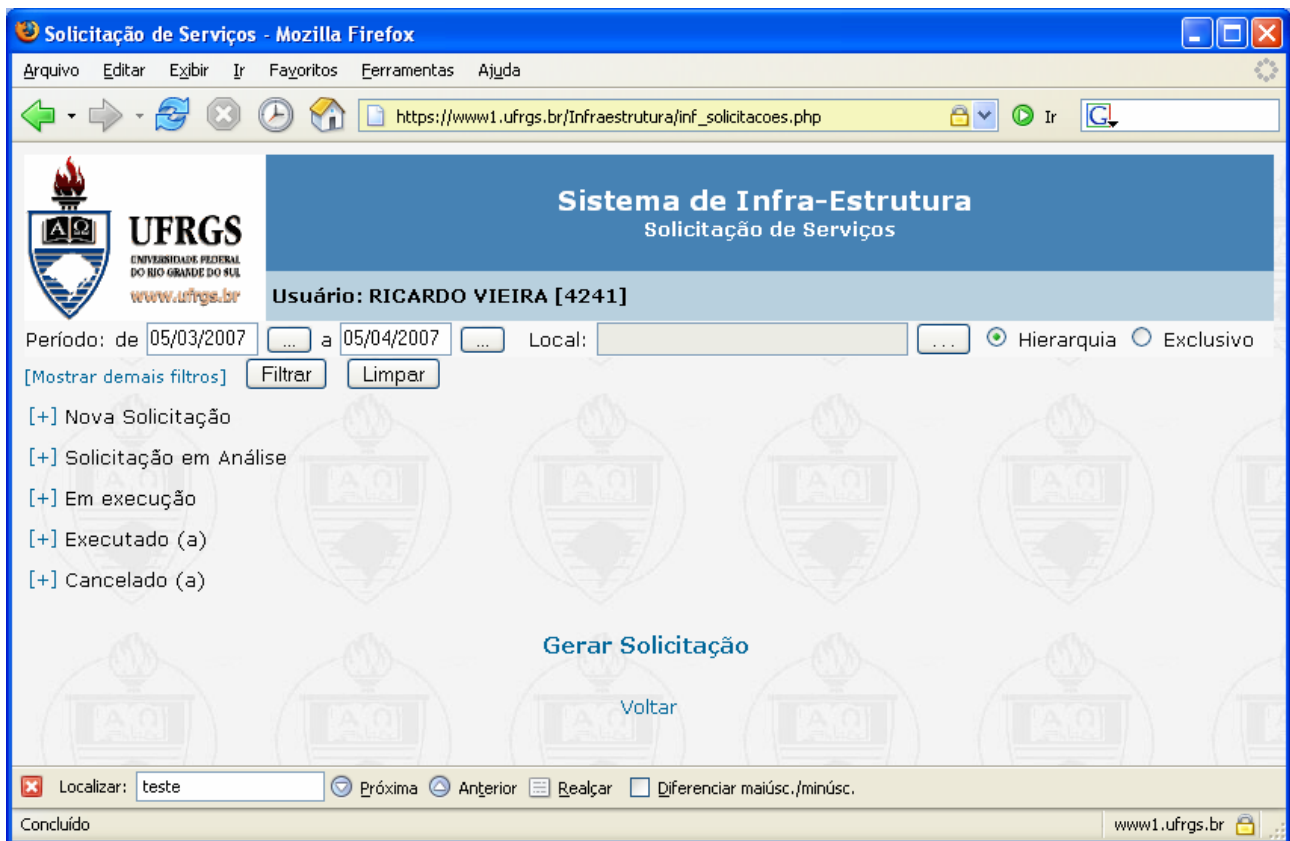 Solicitação de Serviços - Mozilla Firefox
Arquivo Editar Exibir Ir Favoritos Ferramentas Ajuda
https://www1.ufrgs.br/Infraestrutura/inf_solicitacoes.php Ir G
Sistema de Infra-Estrutura
Solicitação de Serviços
ΑΩ UFRGS
UNIVERSIDADE FEDERAL
DO RIO GRANDE DO SUL
www.ufrgs.br
Usuário: RICARDO VIEIRA [4241]
Período: de 05/03/2007 ... a 05/04/2007 ... Local: ... Hierarquia Exclusivo
[Mostrar demais filtros] Filtrar Limpar
[+] Nova Solicitação
[+] Solicitação em Análise
[+] Em execução
[+] Executado (a)
[+] Cancelado (a)
Gerar Solicitação
Voltar
Localizar: teste Próxima Anterior Realçar Diferenciar maiúsc./minúsc.
Concluído www1.ufrgs.br